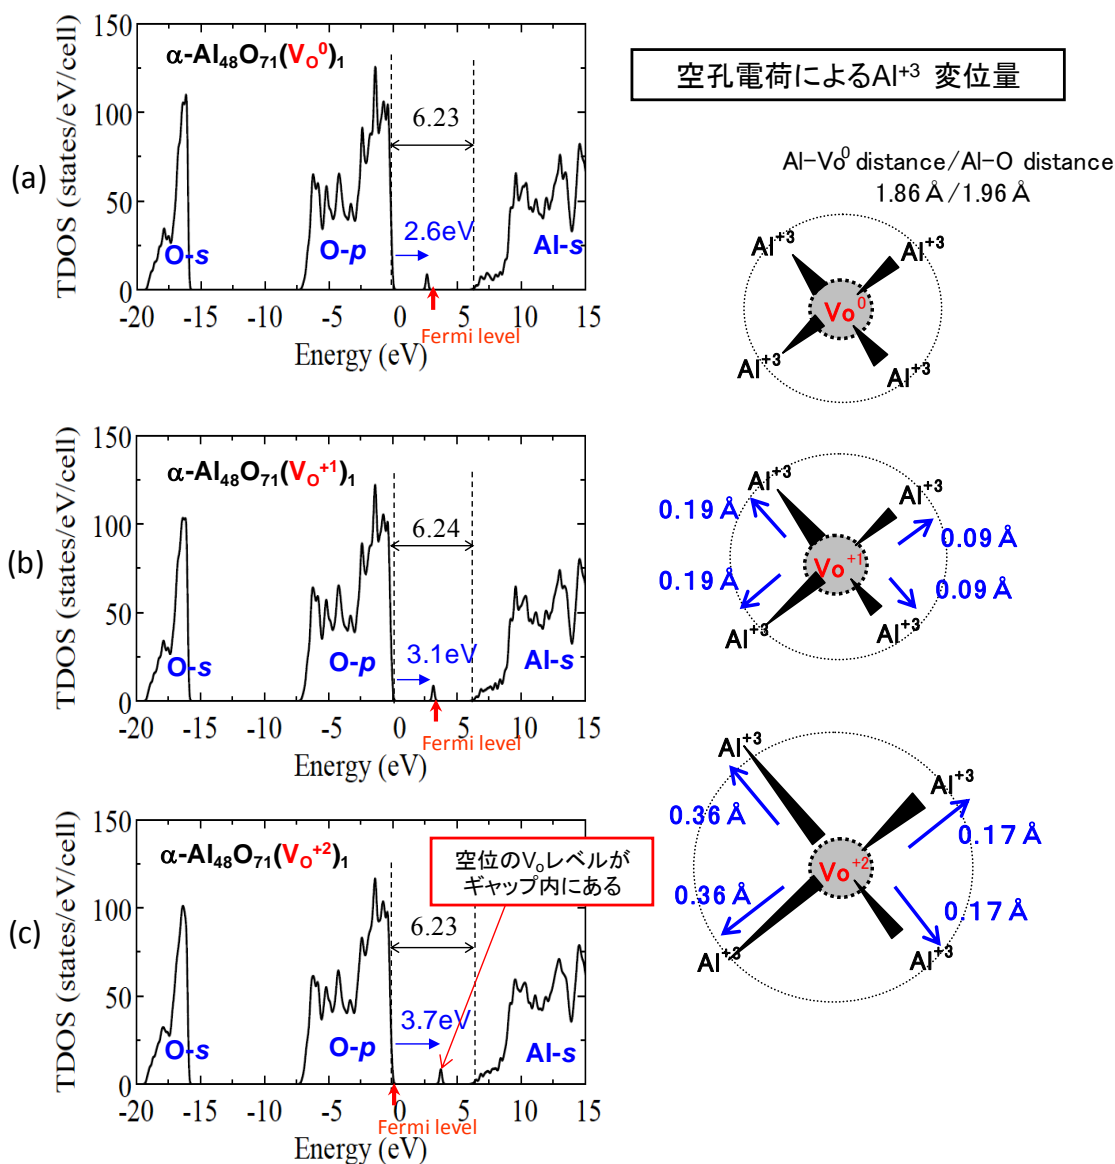 空孔電荷によるAl+3 変位量
(a)
TDOS (states/eV/cell)
150
100
50
0
α-Al48O71(VO0)1
6.23
2.6eV
O-s
O-p
Al-s
-20 -15 -10 -5 0 5 10 15
Fermi level
Energy (eV)
Al-Vo0 distance/Al-O distance
1.86 Å/1.96 Å
Al+3
Al+3
Vo0
Al+3
Al+3
(b)
TDOS (states/eV/cell)
150
100
50
0
α-Al48O71(VO+1)1
6.24
3.1eV
O-s
O-p
Al-s
-20 -15 -10 -5 0 5 10 15
Fermi level
Energy (eV)
Al+3
Al+3
0.19 Å
0.09 Å
Vo+1
0.19 Å
0.09 Å
Al+3
Al+3
(c)
TDOS (states/eV/cell)
150
100
50
0
α-Al48O71(VO+2)1
空位のVoレベルが
ギャップ内にある
6.23
3.7eV
O-s
O-p
Al-s
-20 -15 -10 -5 0 5 10 15
Fermi level
Energy (eV)
Al+3
Al+3
0.36 Å
0.17 Å
Vo+2
0.36 Å
0.17 Å
Al+3
Al+3